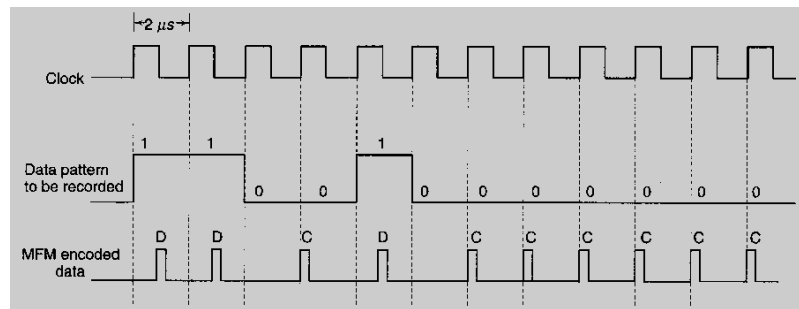 2 μs
Clock
1 1 1
Data pattern
to be recorded
0 0 0 0 0 0 0 0 0
D D C D C C C C C C
MFM encoded
data